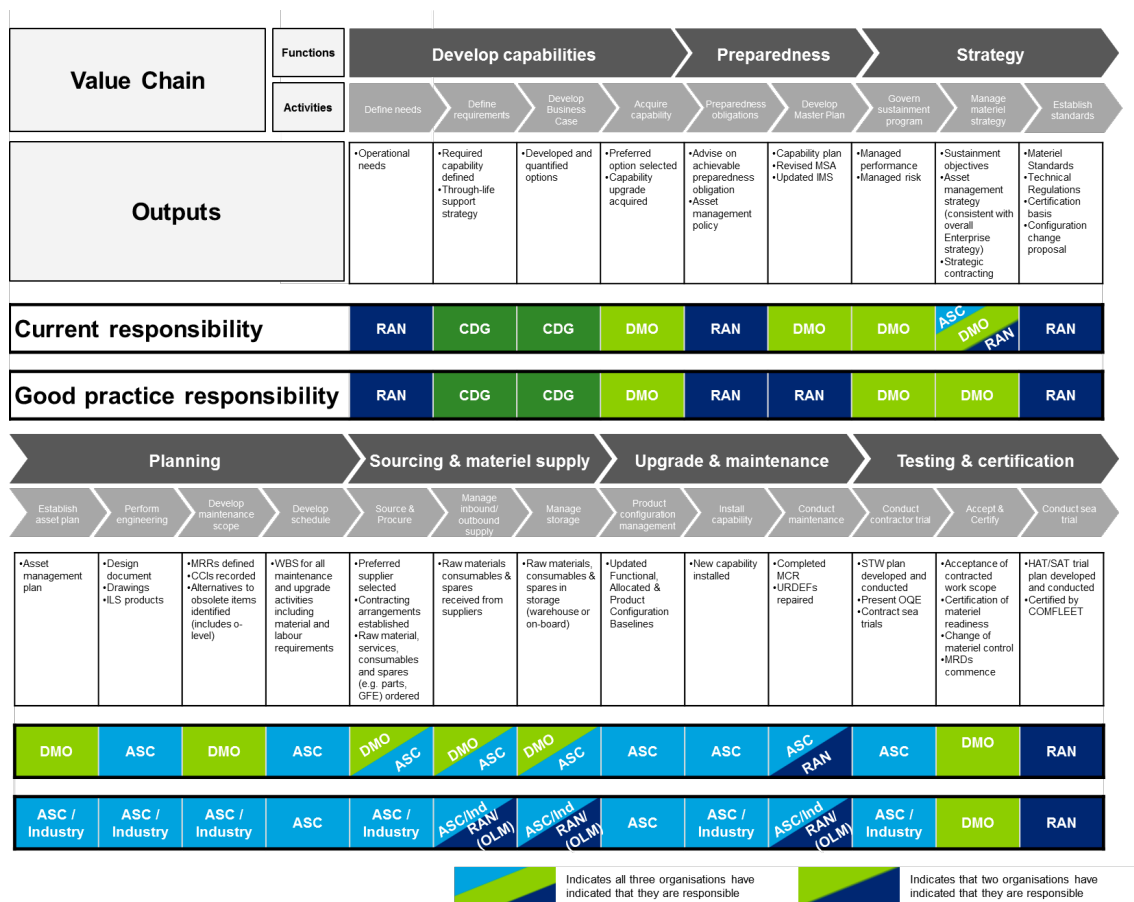 Value Chain
Functions
Develop capabilities
Preparedness
Strategy
Activities
Define needs
Define
requirements
Develop
Business
Case
Acquire
capability
Preparedness
obligations
Develop
Master Plan
Govern
sustainment
program
Manage
materiel
strategy
Establish
standards
Outputs
•Operational
needs
•Required
capability
defined
•Through-life
support
strategy
•Developed and
quantified
options
•Preferred
option selected
•Capability
upgrade
acquired
•Advise on
achievable
preparedness
obligation
•Asset
management
policy
•Capability plan
•Revised MSA
•Updated IMS
•Managed
performance
•Managed risk
•Sustainment
objectives
•Asset
management
strategy
(consistent with
overall
Enterprise
strategy)
•Strategic
contracting
•Materiel
Standards
•Technical
Regulations
•Certification
basis
•Configuration
change
proposal
Current responsibility
RAN
CDG
CDG
DMO
RAN
DMO
DMO
ASC
DMO
RAN
RAN
Good practice responsibility
RAN
CDG
CDG
DMO
RAN
RAN
DMO
DMO
RAN
Planning
Sourcing & materiel supply
Upgrade & maintenance
Testing & certification
Establish
asset plan
Perform
engineering
Develop
maintenance
scope
Develop
schedule
Source &
Procure
Manage
inbound/
outbound
supply
Manage
storage
Product
configuration
management
Install
capability
Conduct
maintenance
Conduct
contractor trial
Accept &
Certify
Conduct sea
trial
•Asset
management
plan
•Design
document
•Drawings
•ILS products
•MRRs defined
•CCIs recorded
•Alternatives to
obsolete items
identified
(includes o-
level)
•WBS for all
maintenance
and upgrade
activities
including
material and
labour
requirements
•Preferred
supplier
selected
•Contracting
arrangements
established
•Raw material,
services,
consumables
and spares
(e.g. parts,
GFE) ordered
•Raw materials
consumables &
spares
received from
suppliers
•Raw materials,
consumables &
spares in
storage
(warehouse or
on-board)
•Updated
Functional,
Allocated &
Product
Configuration
Baselines
•New capability
installed
•Completed
MCR
•URDEFs
repaired
•STW plan
developed and
conducted
•Present OQE
•Contract sea
trials
•Acceptance of
contracted
work scope
•Certification of
materiel
readiness
•Change of
materiel control
•MRDs
commence
•HAT/SAT trial
plan developed
and conducted
•Certified by
COMFLEET
DMO
ASC
DMO
ASC
DMO
ASC
DMO
ASC
DMO
ASC
ASC
ASC
ASC
RAN
ASC
DMO
RAN
ASC /
Industry
ASC /
Industry
ASC /
Industry
ASC
ASC /
Industry
ASC/Ind
RAN/
(OLM)
ASC/Ind
RAN/
(OLM)
ASC
ASC /
Industry
ASC/Ind
RAN/
(OLM)
ASC /
Industry
DMO
RAN
Indicates all three organisations have
indicated that they are responsible
Indicates that two organisations have
indicated that they are responsible